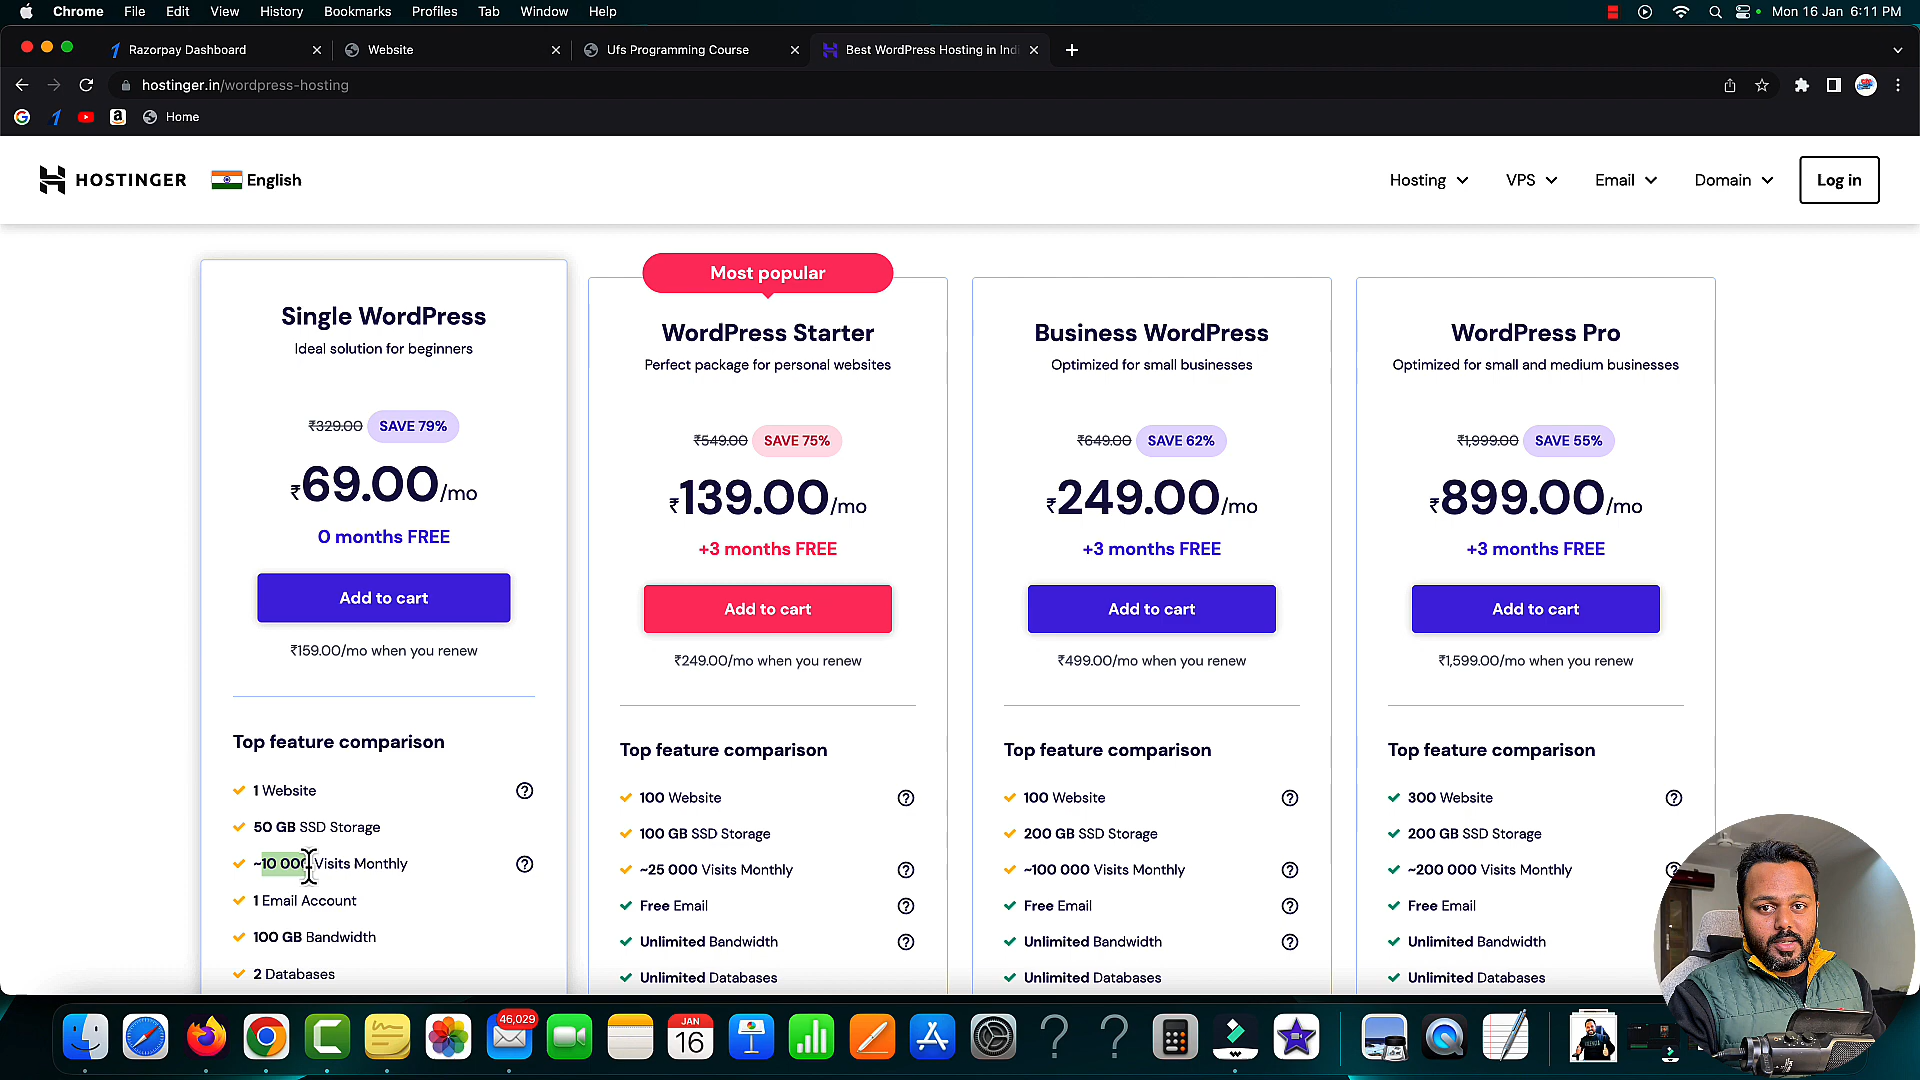 Chrome File Edit View History Bookmarks Profiles Tab Window Help Mon 16 Jan 6:11 PM
Razorpay Dashboard Website Ufs Programming Course Best WordPress Hosting in Ind
hostinger.in/wordpress-hosting
Home
HOSTINGER English Hosting VPS Email Domain Log in
Most popular
Single WordPress
Ideal solution for beginners
₹329.00 SAVE 79%
₹69.00/mo
0 months FREE
Add to cart
₹159.00/mo when you renew
Top feature comparison
1 Website
50 GB SSD Storage
~10 000 Visits Monthly
1 Email Account
100 GB Bandwidth
2 Databases
WordPress Starter
Perfect package for personal websites
₹549.00 SAVE 75%
₹139.00/mo
+3 months FREE
Add to cart
₹249.00/mo when you renew
Top feature comparison
100 Website
100 GB SSD Storage
~25 000 Visits Monthly
Free Email
Unlimited Bandwidth
Unlimited Databases
Business WordPress
Optimized for small businesses
₹649.00 SAVE 62%
₹249.00/mo
+3 months FREE
Add to cart
₹499.00/mo when you renew
Top feature comparison
100 Website
200 GB SSD Storage
~100 000 Visits Monthly
Free Email
Unlimited Bandwidth
Unlimited Databases
WordPress Pro
Optimized for small and medium businesses
₹1,999.00 SAVE 55%
₹899.00/mo
+3 months FREE
Add to cart
₹1,599.00/mo when you renew
Top feature comparison
300 Website
200 GB SSD Storage
~200 000 Visits Monthly
Free Email
Unlimited Bandwidth
Unlimited Databases
46,029
JAN
16